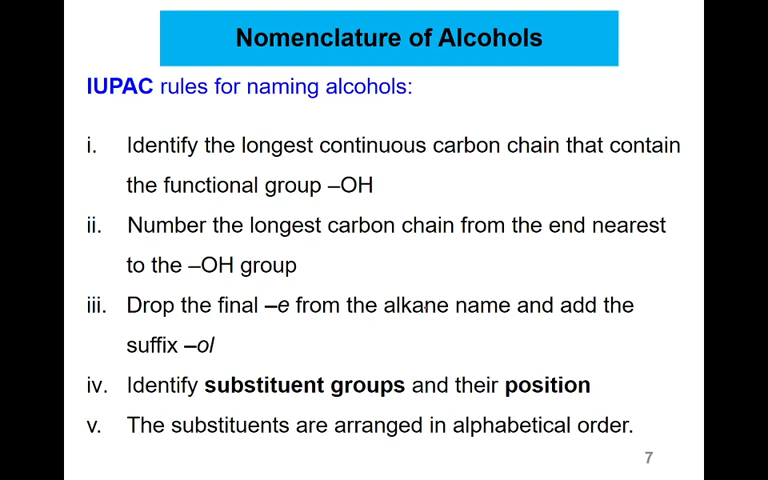 Nomenclature of Alcohols
IUPAC rules for naming alcohols:
i. Identify the longest continuous carbon chain that contain
the functional group –OH
ii. Number the longest carbon chain from the end nearest
to the –OH group
iii. Drop the final –e from the alkane name and add the
suffix –ol
iv. Identify substituent groups and their position
v. The substituents are arranged in alphabetical order.
7